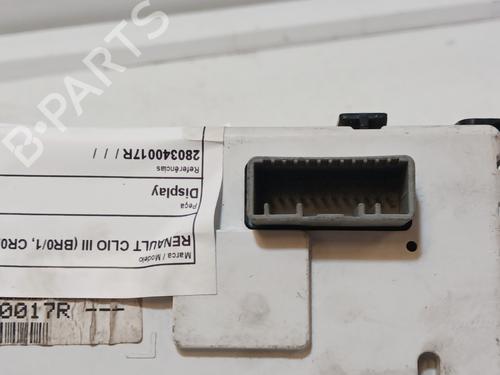 B-PARTS
Marca / Modelo
RENAULT CLIO III (BR0/1, CR0/
Peça
Display
Referências
280340017R / / /
0017R ---